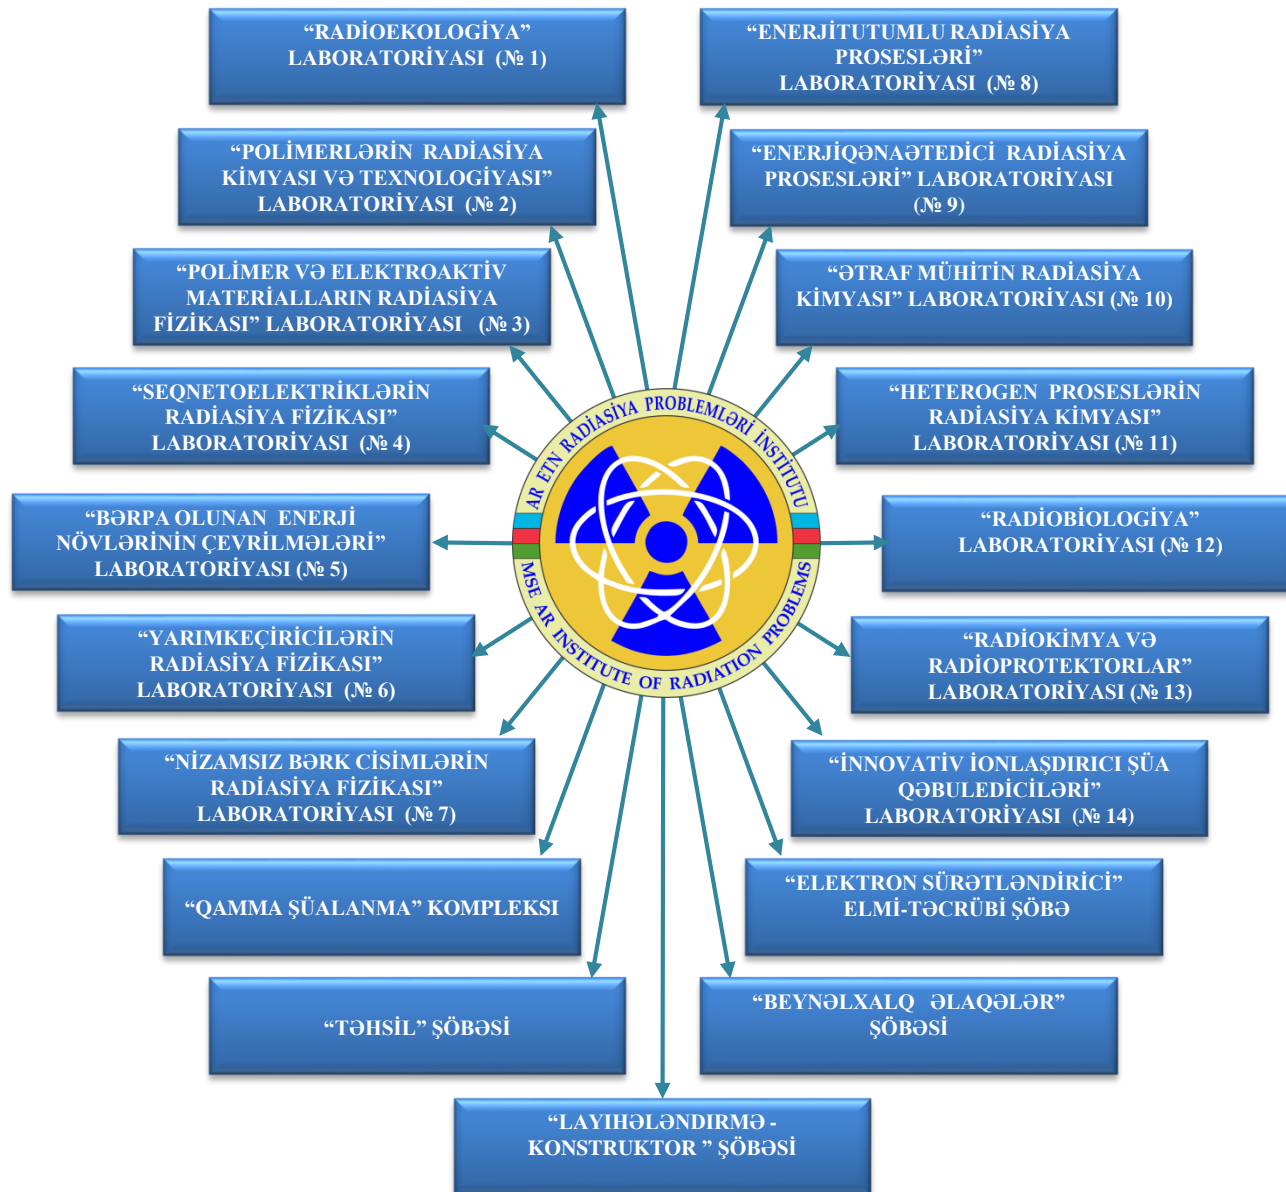 “RADİOEKOLOGİYA”
LABORATORİYASI (№ 1)
“ENERJİTUTUMLU RADİASİYA
PROSESLƏRİ”
LABORATORİYASI (№ 8)
“POLİMERLƏRİN RADİASİYA
KİMYASI VƏ TEXNOLOGİYASI”
LABORATORİYASI (№ 2)
“ENERJİQƏNAƏTEDİCİ RADİASİYA
PROSESLƏRİ” LABORATORİYASI
(№ 9)
“POLİMER VƏ ELEKTROAKTİV
MATERİALLARIN RADİASİYA
FİZİKASI” LABORATORİYASI (№ 3)
“ƏTRAF MÜHİTİN RADİASİYA
KİMYASI” LABORATORİYASI (№ 10)
“SEQNETOELEKTRİKLƏRİN
RADİASİYA FİZİKASI”
LABORATORİYASI (№ 4)
“HETEROGEN PROSESLƏRİN
RADİASİYA KİMYASI”
LABORATORİYASI (№ 11)
AR ETN RADİASİYA PROBLEMLƏRİ İNSTİTUTU
MSE AR INSTITUTE OF RADIATION PROBLEMS
“BƏRPA OLUNAN ENERJİ
NÖVLƏRİNİN ÇEVRİLMƏLƏRİ”
LABORATORİYASI (№ 5)
“RADİOBİOLOGİYA”
LABORATORİYASI (№ 12)
“YARIMKEÇİRİCİLƏRİN
RADİASİYA FİZİKASI”
LABORATORİYASI (№ 6)
“RADİOKİMYA VƏ
RADİOPROTEKTORLAR”
LABORATORİYASI (№ 13)
“NİZAMSIZ BƏRK CİSİMLƏRİN
RADİASİYA FİZİKASI”
LABORATORİYASI (№ 7)
“İNNOVATİV İONLAŞDIRICI ŞÜA
QƏBULEDİCİLƏRİ”
LABORATORİYASI (№ 14)
“QAMMA ŞÜALANMA” KOMPLEKSI
“ELEKTRON SÜRƏTLƏNDİRİCİ”
ELMİ-TƏCRÜBİ ŞÖBƏ
“TƏHSİL” ŞÖBƏSİ
“BEYNƏLXALQ ƏLAQƏLƏR”
ŞÖBƏSİ
“LAYIHƏLƏNDIRMƏ -
KONSTRUKTOR ” ŞÖBƏSİ